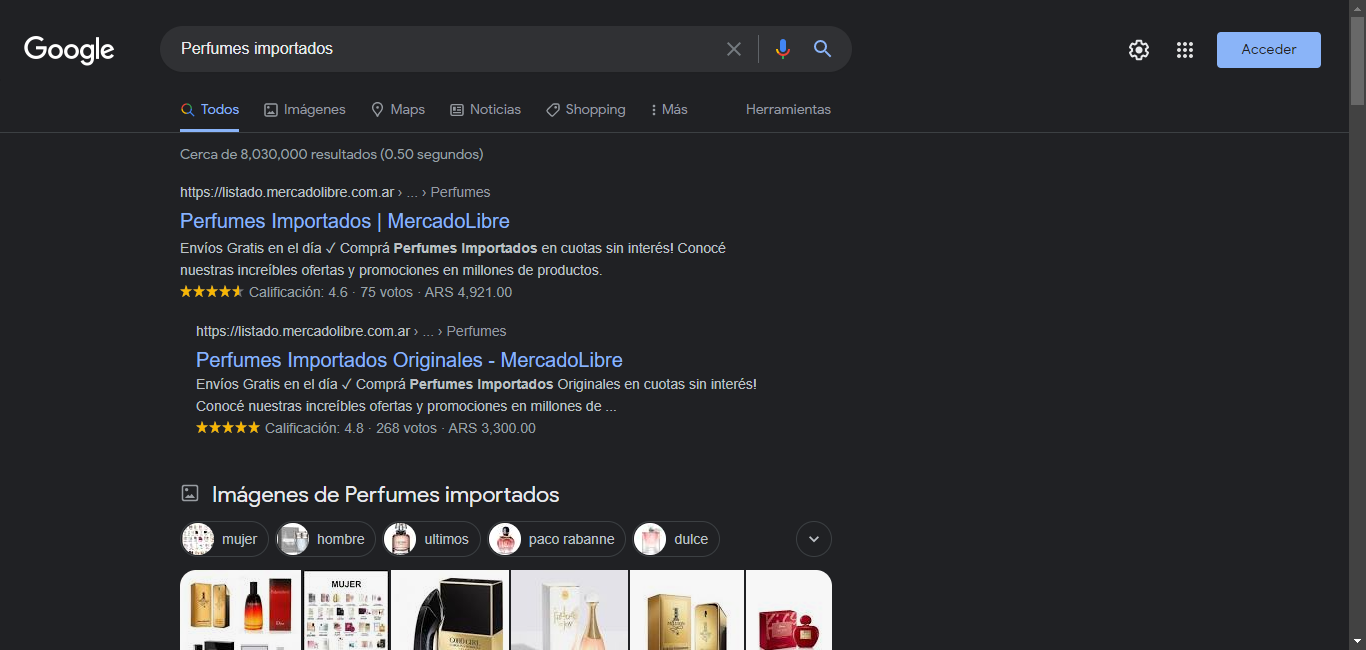 Google
Perfumes importados
Acceder
Todos
Imágenes
Maps
Noticias
Shopping
Más
Herramientas
Cerca de 8,030,000 resultados (0.50 segundos)
https://listado.mercadolibre.com.ar › ... › Perfumes
Perfumes Importados | MercadoLibre
Envíos Gratis en el día ✓ Comprá Perfumes Importados en cuotas sin interés! Conocé
nuestras increíbles ofertas y promociones en millones de productos.
Calificación: 4.6 · 75 votos · ARS 4,921.00
https://listado.mercadolibre.com.ar › ... › Perfumes
Perfumes Importados Originales - MercadoLibre
Envíos Gratis en el día ✓ Comprá Perfumes Importados Originales en cuotas sin interés!
Conocé nuestras increíbles ofertas y promociones en millones de ...
Calificación: 4.8 · 268 votos · ARS 3,300.00
Imágenes de Perfumes importados
mujer
hombre
ultimos
paco rabanne
dulce
MUJER